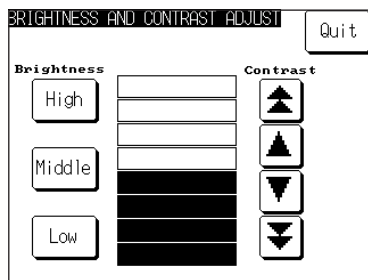 BRIGHTNESS AND CONTRAST ADJUST
Quit
Brightness
Contrast
High
Middle
Low